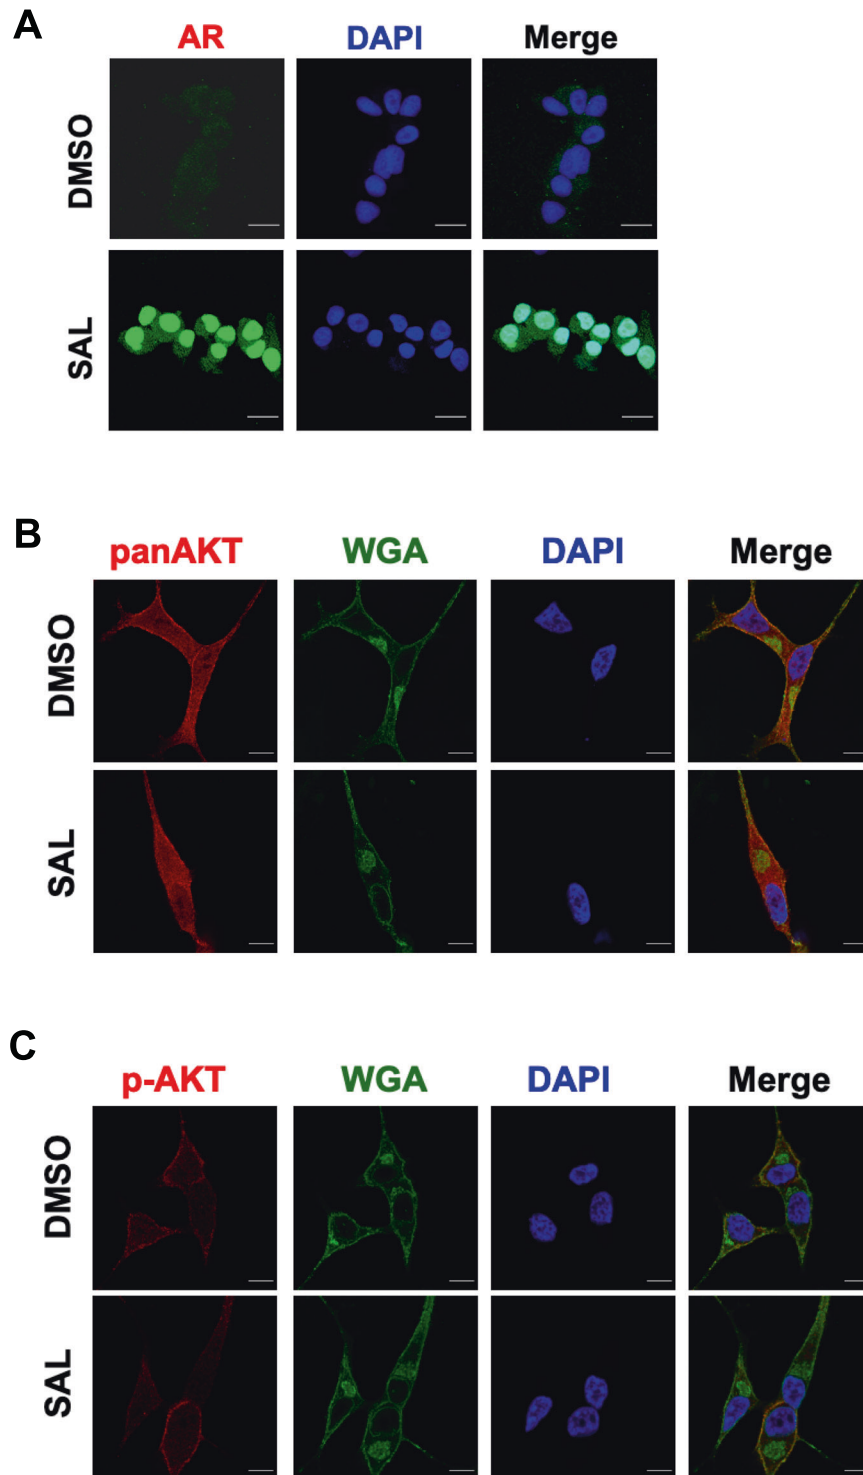 A
AR DAPI Merge
DMSO
SAL
B
panAKT WGA DAPI Merge
DMSO
SAL
C
p-AKT WGA DAPI Merge
DMSO
SAL